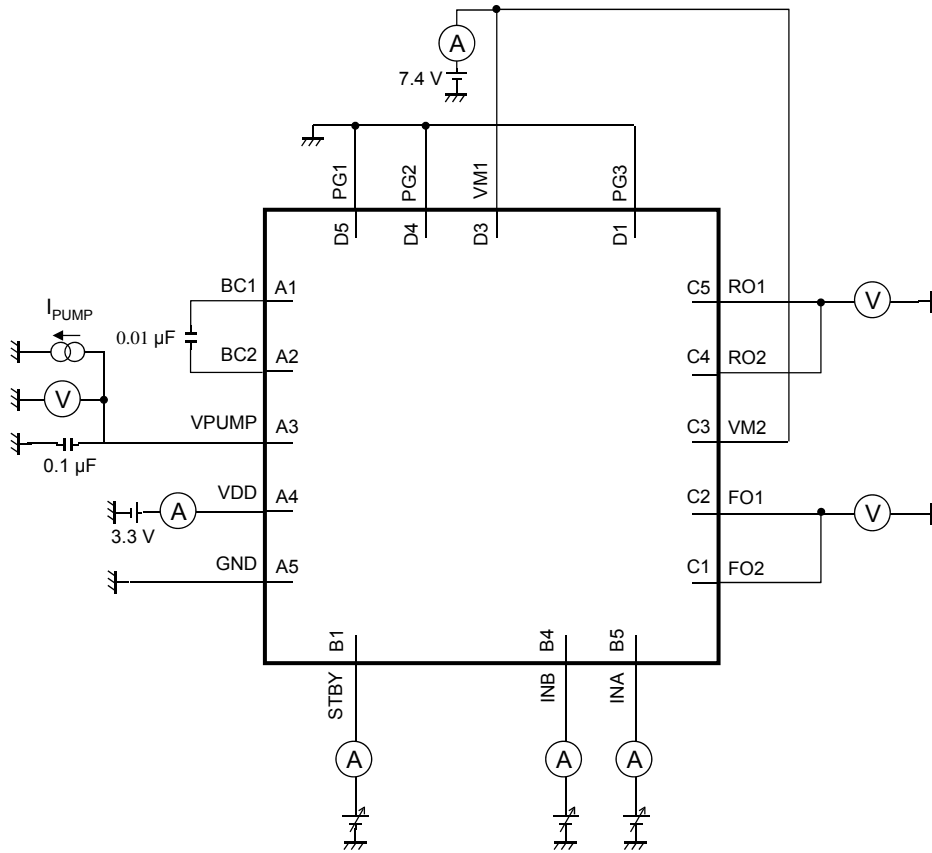 A
7.4 V
PG1
PG2
VM1
PG3
D5
D4
D3
D1
BC1
A1
0.01 µF
BC2
A2
I PUMP
V
VPUMP
A3
0.1 µF
VDD
A4
A
3.3 V
GND
A5
C5
RO1
V
C4
RO2
C3
VM2
C2
FO1
V
C1
FO2
B1
B4
B5
STBY
INB
INA
A
A
A